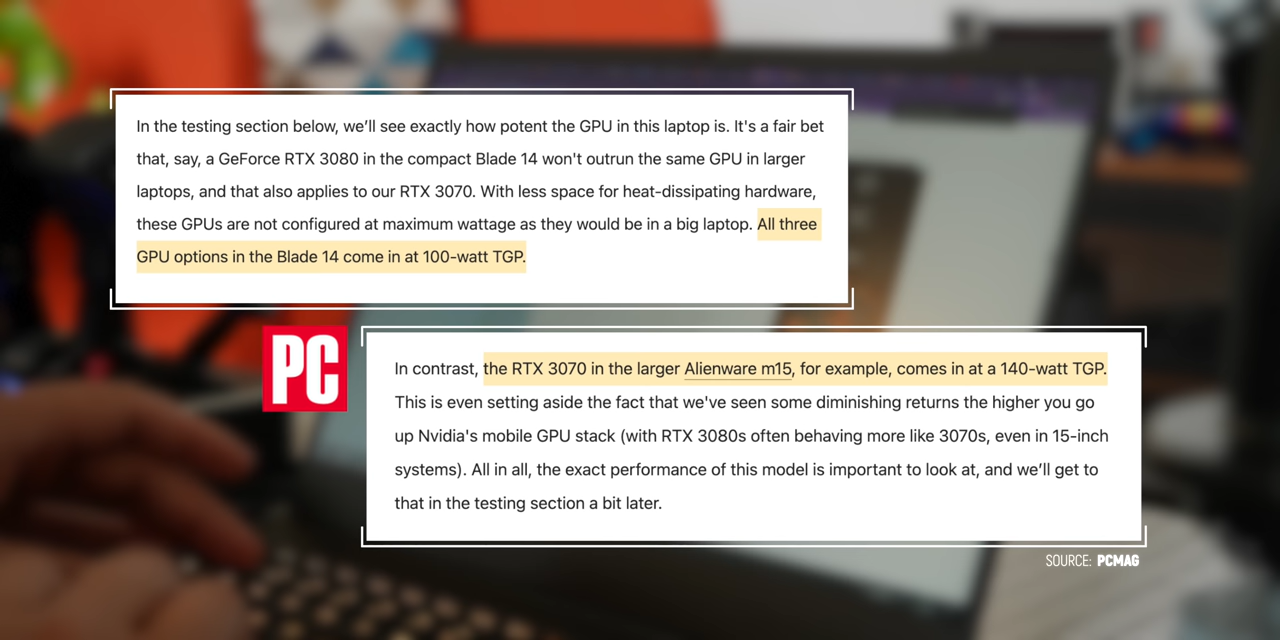 In the testing section below, we’ll see exactly how potent the GPU in this laptop is. It's a fair bet
that, say, a GeForce RTX 3080 in the compact Blade 14 won't outrun the same GPU in larger
laptops, and that also applies to our RTX 3070. With less space for heat-dissipating hardware,
these GPUs are not configured at maximum wattage as they would be in a big laptop. All three
GPU options in the Blade 14 come in at 100-watt TGP.
PC
In contrast, the RTX 3070 in the larger Alienware m15, for example, comes in at a 140-watt TGP.
This is even setting aside the fact that we've seen some diminishing returns the higher you go
up Nvidia's mobile GPU stack (with RTX 3080s often behaving more like 3070s, even in 15-inch
systems). All in all, the exact performance of this model is important to look at, and we’ll get to
that in the testing section a bit later.
SOURCE: PCMAG